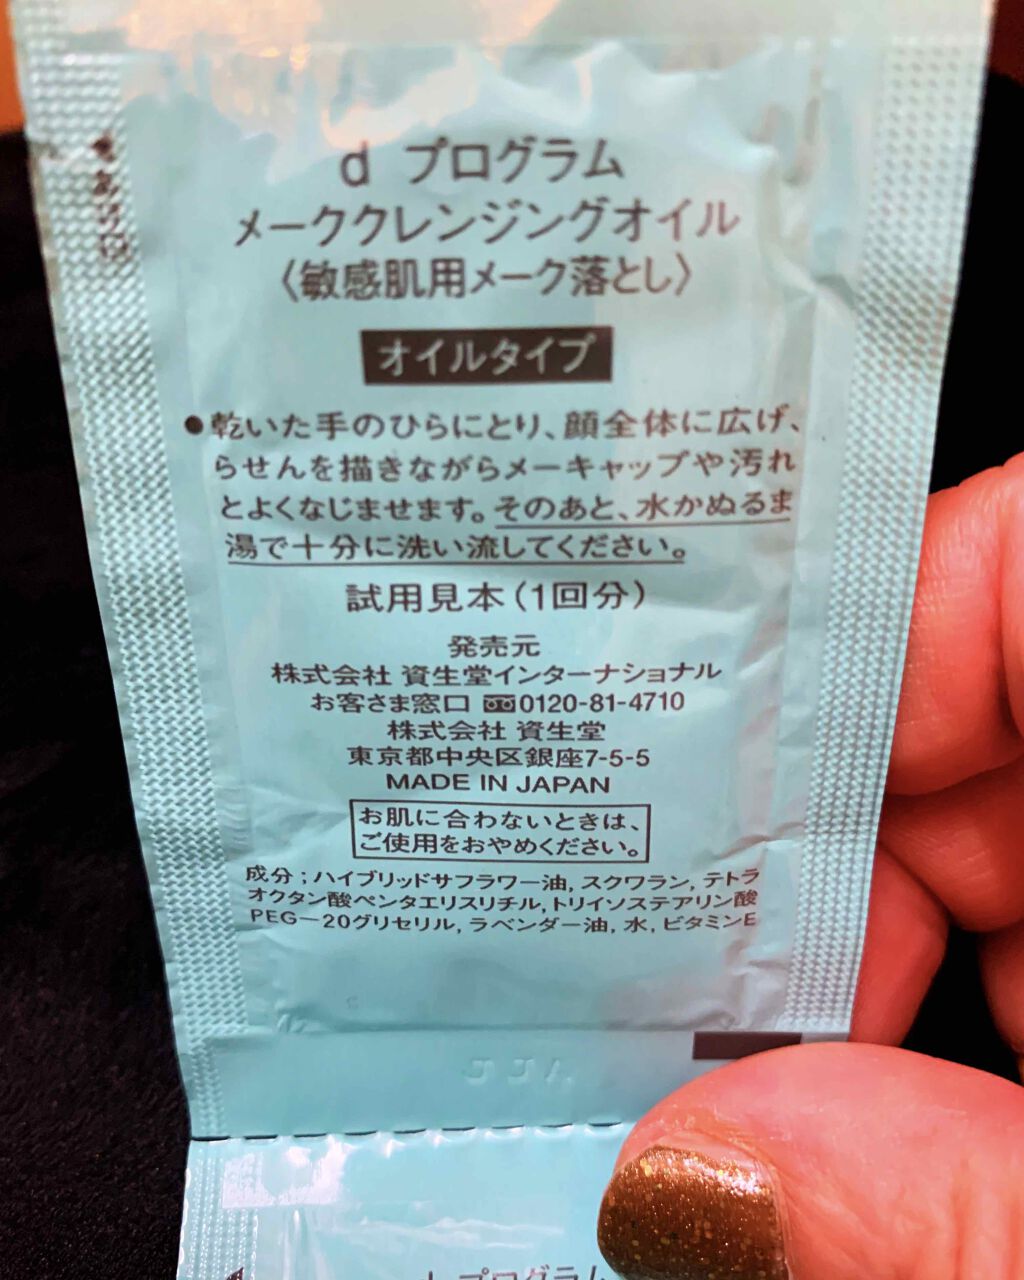 あけ口
d プログラム
メーククレンジングオイル
〈敏感肌用メーク落とし〉
オイルタイプ
●乾いた手のひらにとり、顔全体に広げ、
らせんを描きながらメーキャップや汚れ
とよくなじませます。そのあと、水かぬるま
湯で十分に洗い流してください。
試用見本(1回分)
発売元
株式会社 資生堂インターナショナル
お客さま窓口 0120-81-4710
株式会社 資生堂
東京都中央区銀座7-5-5
MADE IN JAPAN
お肌に合わないときは、
ご使用をおやめください。
成分;ハイブリッドサフラワー油, スクワラン, テトラ
オクタン酸ペンタエリスリチル, トリイソステアリン酸
PEG-20グリセリル, ラベンダー油, 水, ビタミンE
d プログラム